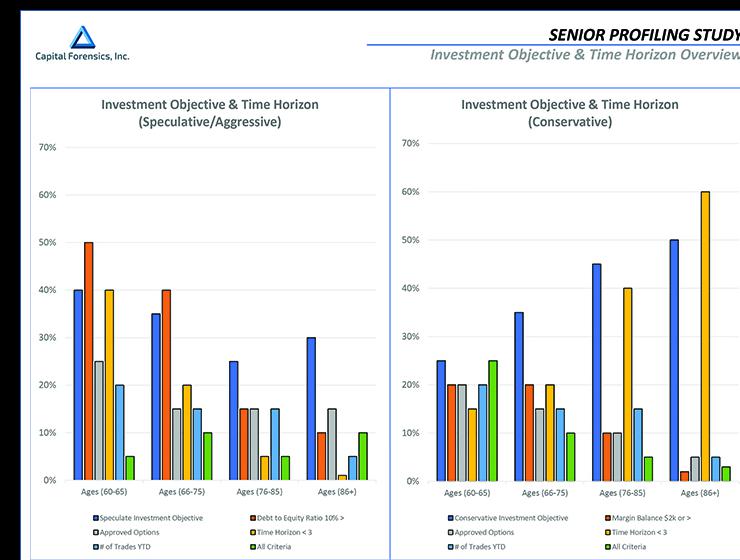 Capital Forensics, Inc.
SENIOR PROFILING STUDY
Investment Objective & Time Horizon Overview
Investment Objective & Time Horizon
(Speculative/Aggressive)
70%
60%
50%
40%
30%
20%
10%
0%
Ages (60-65) Ages (66-75) Ages (76-85) Ages (86+)
Speculate Investment Objective Debt to Equity Ratio 10% >
Approved Options Time Horizon < 3
# of Trades YTD All Criteria
Investment Objective & Time Horizon
(Conservative)
70%
60%
50%
40%
30%
20%
10%
0%
Ages (60-65) Ages (66-75) Ages (76-85) Ages (86+)
Conservative Investment Objective Margin Balance $2k or >
Approved Options Time Horizon < 3
# of Trades YTD All Criteria